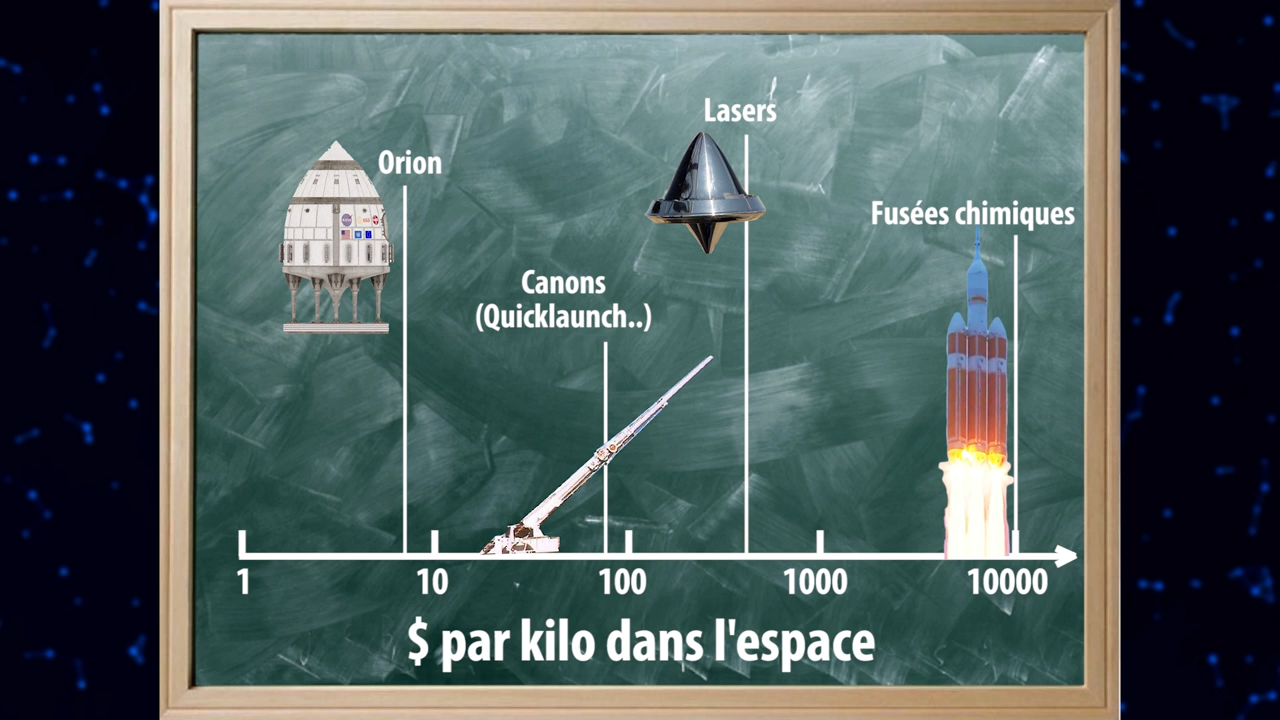 Lasers
Orion
Fusées chimiques
Canons
(Quicklaunch..)
1
10
100
1000
10000
$ par kilo dans l'espace